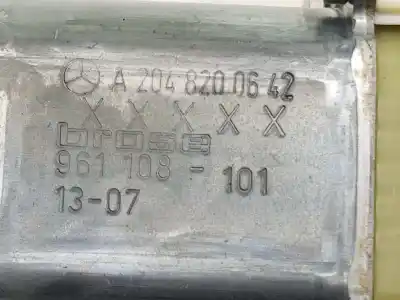 A 204 820 06 42
X X X X X
brose
961 108 - 101
13-07